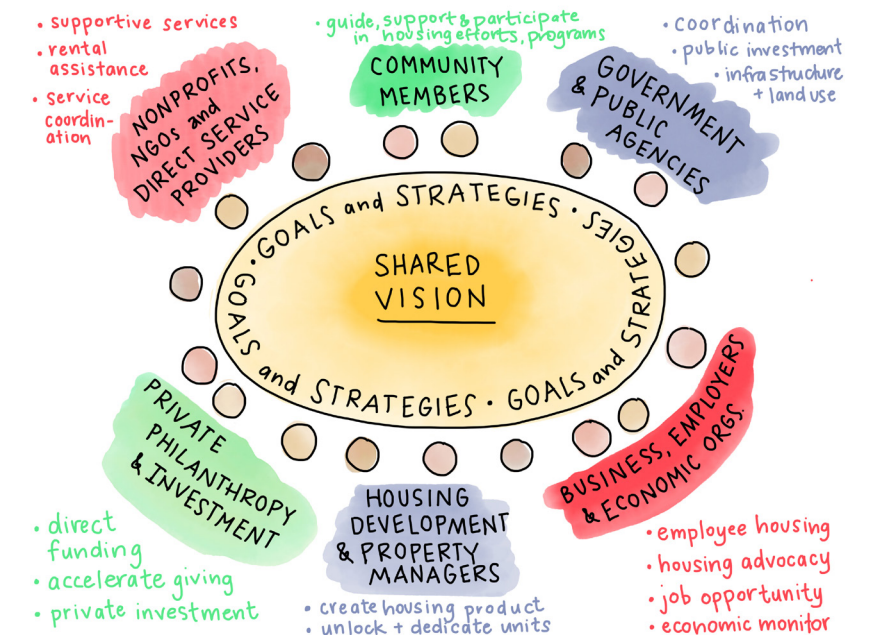 • supportive services
• rental
assistance
• service
coordin-
ation
NONPROFITS,
NGOs and
DIRECT SERVICE
PROVIDERS
• guide, support & participate
in housing efforts, programs
COMMUNITY
MEMBERS
• coordination
• public investment
• infrastructure
+ land use
GOVERNMENT
& PUBLIC
AGENCIES
• GOALS and STRATEGIES •
GOALS and STRATEGIES
• GOALS and STRATEGIES
SHARED
VISION
PRIVATE
PHILANTHROPY
& INVESTMENT
• direct
funding
• accelerate giving
• private investment
HOUSING
DEVELOPMENT
& PROPERTY
MANAGERS
• create housing product
• unlock + dedicate units
BUSINESS, EMPLOYERS
& ECONOMIC ORGS.
• employee housing
• housing advocacy
• job opportunity
• economic monitor